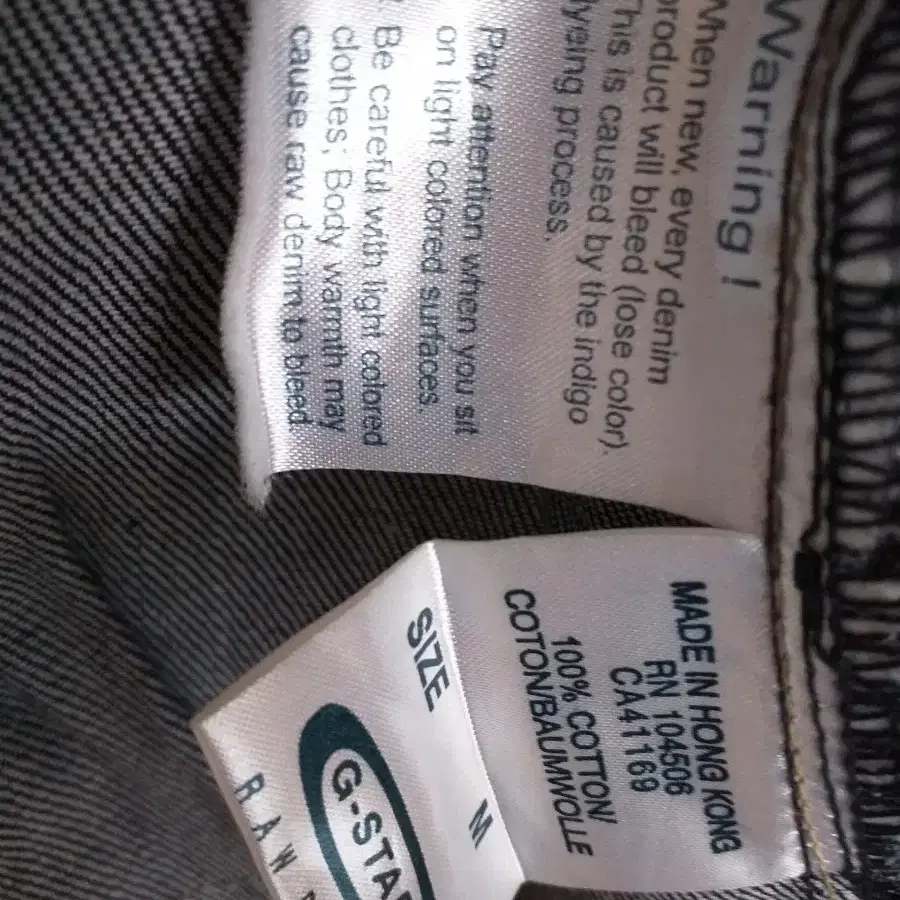 Warning !
When new, every denim
product will bleed (lose color).
This is caused by the indigo
dyeing process.
Pay attention when you sit
on light colored surfaces.
Be careful with light colored
clothes; Body warmth may
cause raw denim to bleed
MADE IN HONG KONG
RN 104506
CA41169
100% COTTON/
COTON/BAUMWOLLE
SIZE M
G-STAR
RAW